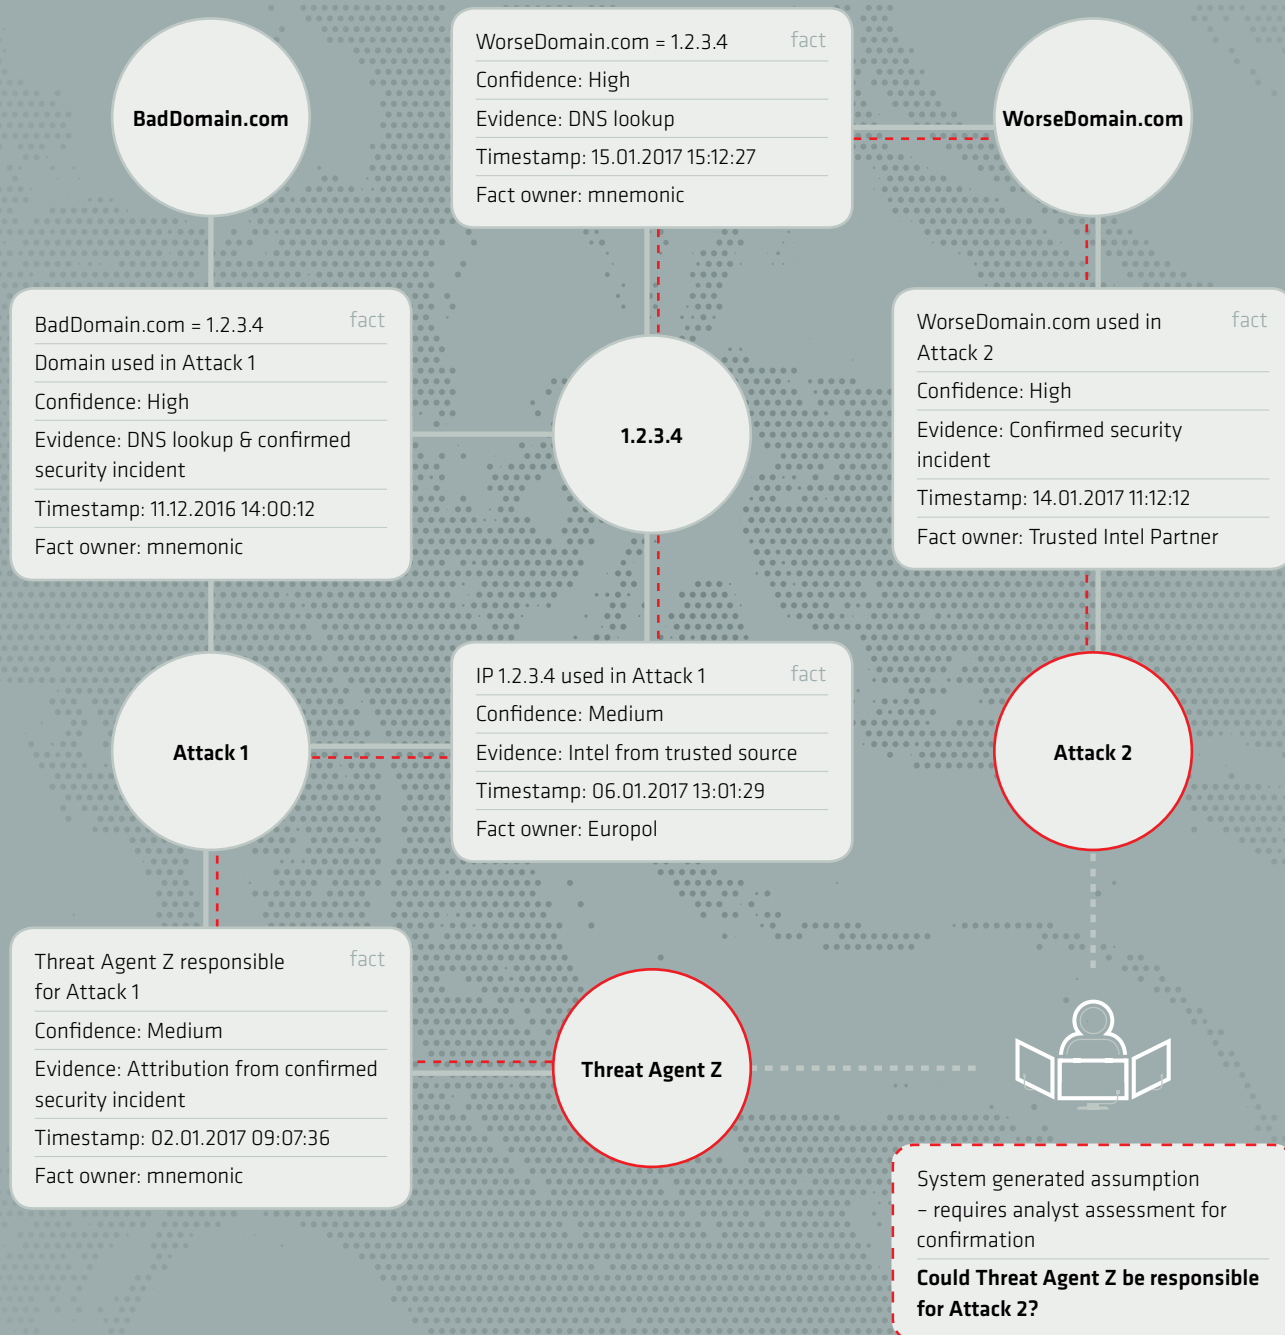 BadDomain.com
WorseDomain.com = 1.2.3.4 fact
Confidence: High
Evidence: DNS lookup
Timestamp: 15.01.2017 15:12:27
Fact owner: mnemonic
WorseDomain.com
BadDomain.com = 1.2.3.4 fact
Domain used in Attack 1
Confidence: High
Evidence: DNS lookup & confirmed
security incident
Timestamp: 11.12.2016 14:00:12
Fact owner: mnemonic
1.2.3.4
WorseDomain.com used in fact
Attack 2
Confidence: High
Evidence: Confirmed security
incident
Timestamp: 14.01.2017 11:12:12
Fact owner: Trusted Intel Partner
Attack 1
IP 1.2.3.4 used in Attack 1 fact
Confidence: Medium
Evidence: Intel from trusted source
Timestamp: 06.01.2017 13:01:29
Fact owner: Europol
Attack 2
Threat Agent Z responsible fact
for Attack 1
Confidence: Medium
Evidence: Attribution from confirmed
security incident
Timestamp: 02.01.2017 09:07:36
Fact owner: mnemonic
Threat Agent Z
System generated assumption
– requires analyst assessment for
confirmation
Could Threat Agent Z be responsible
for Attack 2?